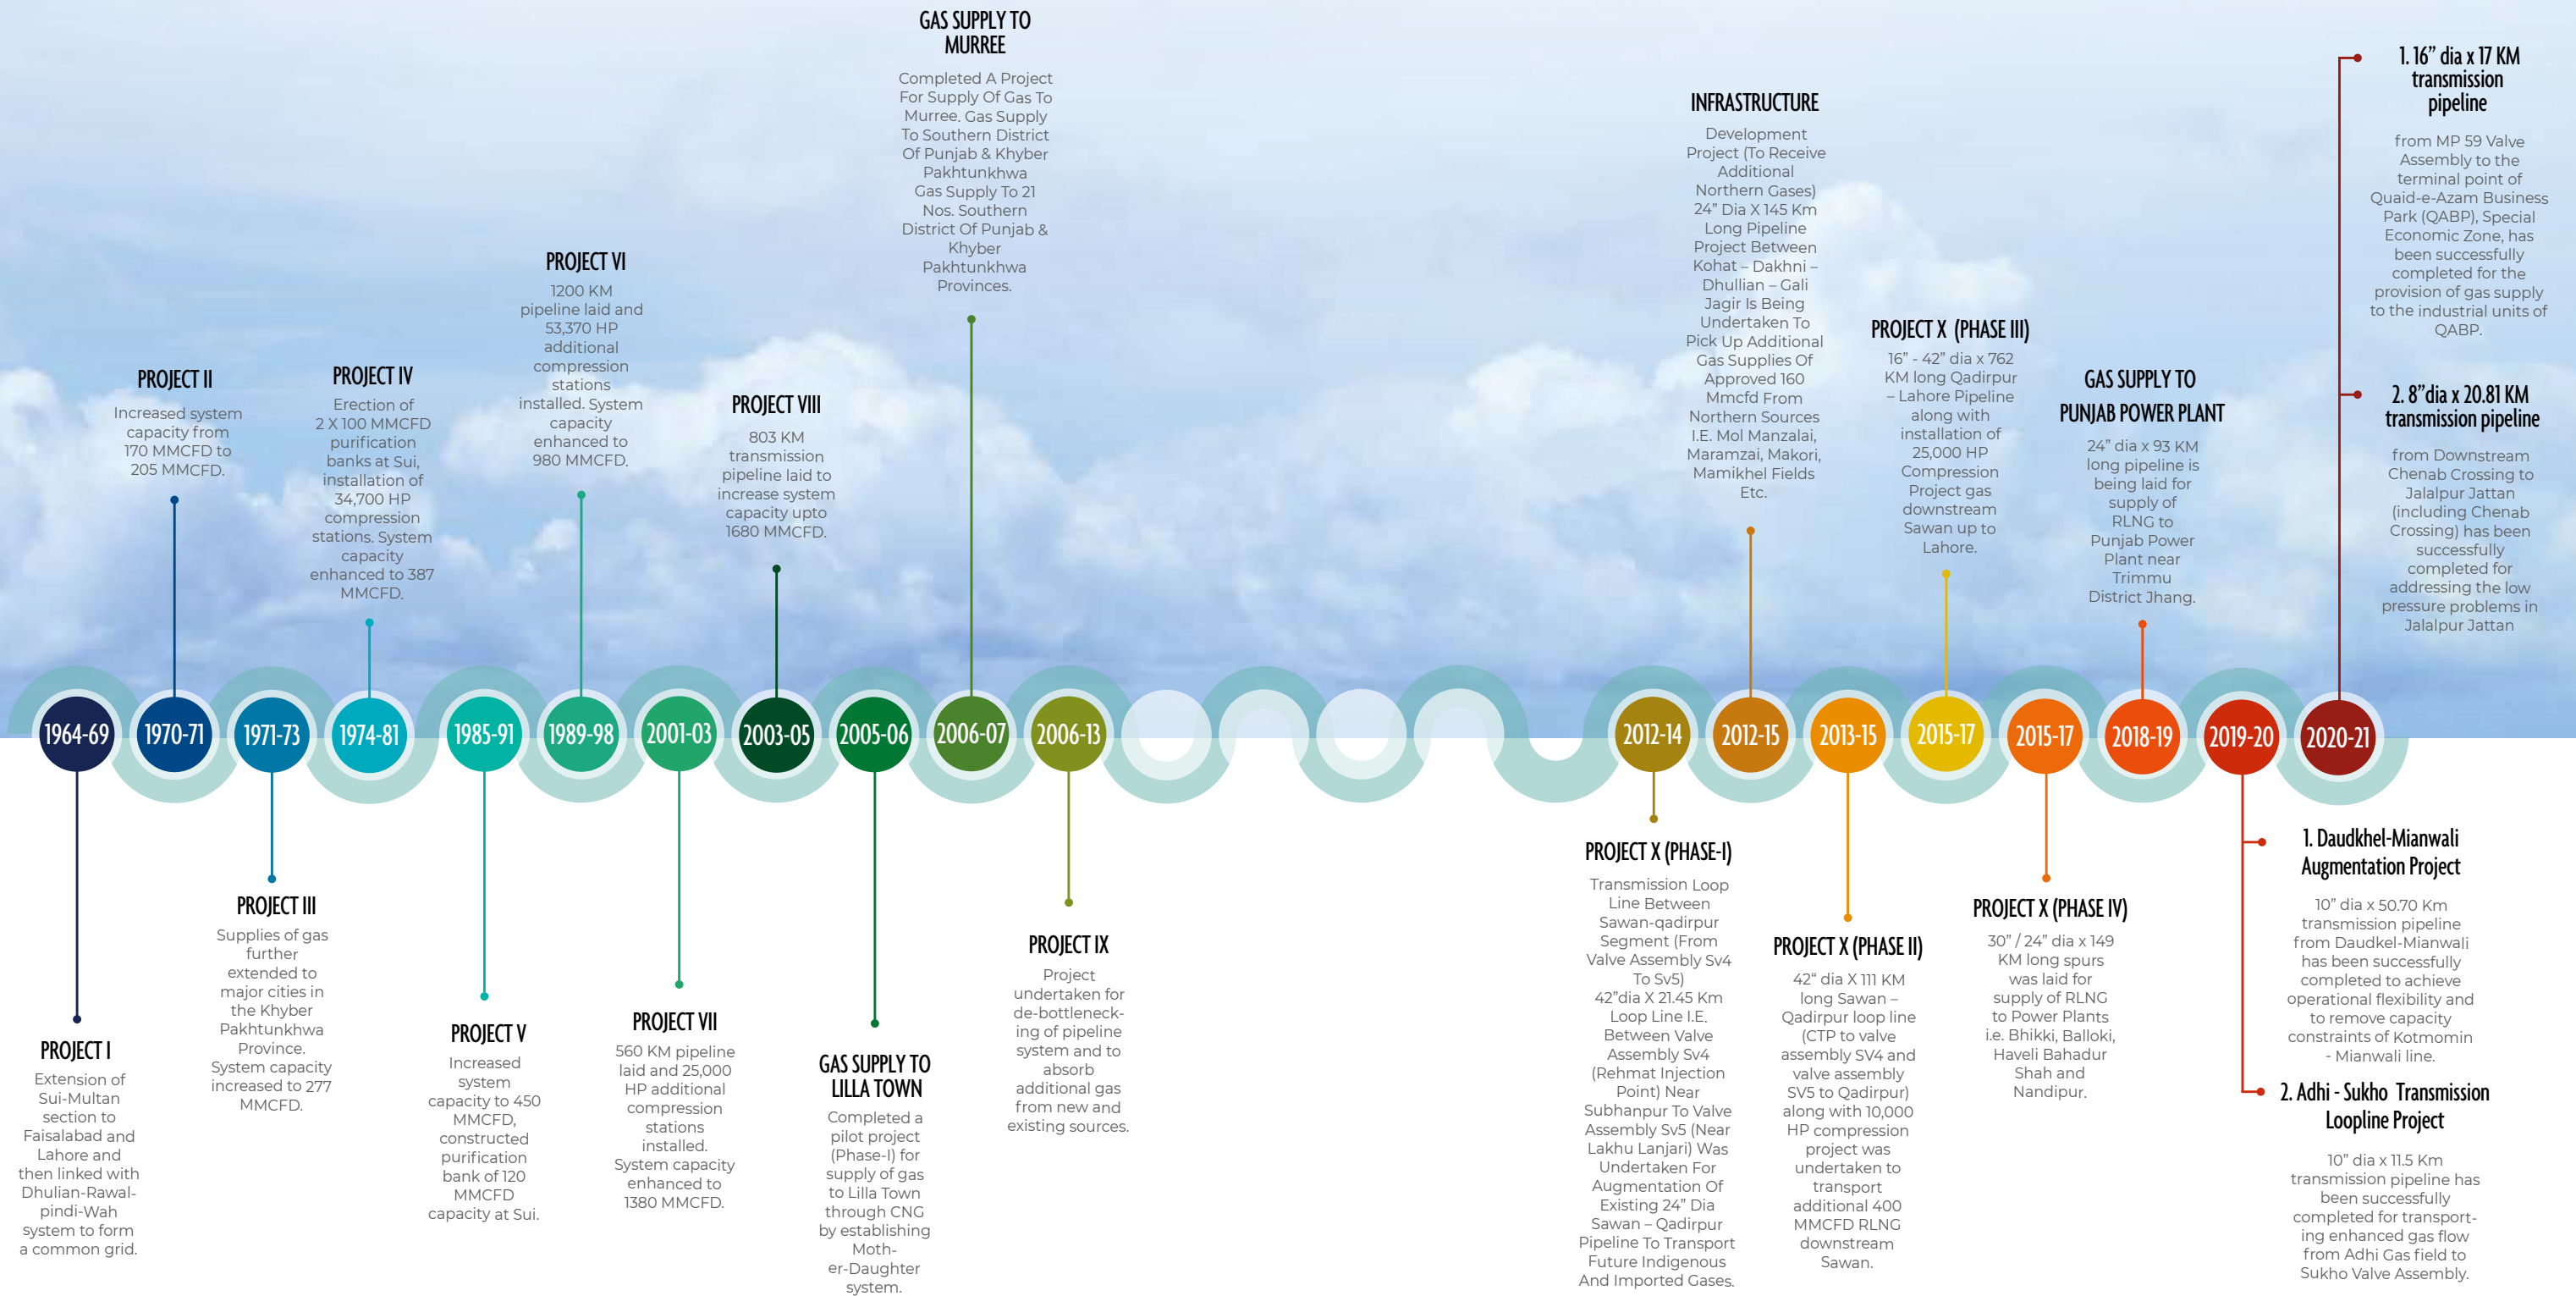 1964-69
PROJECT I
Extension of
Sui-Multan
section to
Faisalabad and
Lahore and
then linked with
Dhulian-Rawal-
pindi-Wah
system to form
a common grid.
PROJECT II
Increased system
capacity from
170 MMCFD to
205 MMCFD.
1970-71
1971-73
PROJECT III
Supplies of gas
further
extended to
major cities in
the Khyber
Pakhtunkhwa
Province.
System capacity
increased to 277
MMCFD.
PROJECT IV
Erection of
2 X 100 MMCFD
purification
banks at Sui,
installation of
34,700 HP
compression
stations. System
capacity
enhanced to 387
MMCFD.
1974-81
1985-91
PROJECT V
Increased
system
capacity to 450
MMCFD,
constructed
purification
bank of 120
MMCFD
capacity at Sui.
PROJECT VI
1200 KM
pipeline laid and
53,370 HP
additional
compression
stations
installed. System
capacity
enhanced to
980 MMCFD.
1989-98
2001-03
PROJECT VII
560 KM pipeline
laid and 25,000
HP additional
compression
stations
installed.
System capacity
enhanced to
1380 MMCFD.
PROJECT VIII
803 KM
transmission
pipeline laid to
increase system
capacity upto
1680 MMCFD.
2003-05
2005-06
GAS SUPPLY TO
LILLA TOWN
Completed a
pilot project
(Phase-I) for
supply of gas
to Lilla Town
through CNG
by establishing
Moth-
er-Daughter
system.
GAS SUPPLY TO
MURREE
Completed A Project
For Supply Of Gas To
Murree. Gas Supply
To Southern District
Of Punjab & Khyber
Pakhtunkhwa
Gas Supply To 21
Nos. Southern
District Of Punjab &
Khyber
Pakhtunkhwa
Provinces.
2006-07
2006-13
PROJECT IX
Project
undertaken for
de-bottleneck-
ing of pipeline
system and to
absorb
additional gas
from new and
existing sources.
2012-14
PROJECT X (PHASE-I)
Transmission Loop
Line Between
Sawan-qadirpur
Segment (From
Valve Assembly Sv4
To Sv5)
42”dia X 21.45 Km
Loop Line I.E.
Between Valve
Assembly Sv4
(Rehmat Injection
Point) Near
Subhanpur To Valve
Assembly Sv5 (Near
Lakhu Lanjari) Was
Undertaken For
Augmentation Of
Existing 24” Dia
Sawan – Qadirpur
Pipeline To Transport
Future Indigenous
And Imported Gases.
INFRASTRUCTURE
Development
Project (To Receive
Additional
Northern Gases)
24” Dia X 145 Km
Long Pipeline
Project Between
Kohat – Dakhni –
Dhullian – Gali
Jagir Is Being
Undertaken To
Pick Up Additional
Gas Supplies Of
Approved 160
Mmcfd From
Northern Sources
I.E. Mol Manzalai,
Maramzai, Makori,
Mamikhel Fields
Etc.
2012-15
2013-15
PROJECT X (PHASE II)
42“ dia X 111 KM
long Sawan –
Qadirpur loop line
(CTP to valve
assembly SV4 and
valve assembly
SV5 to Qadirpur)
along with 10,000
HP compression
project was
undertaken to
transport
additional 400
MMCFD RLNG
downstream
Sawan.
PROJECT X (PHASE III)
16” - 42” dia x 762
KM long Qadirpur
– Lahore Pipeline
along with
installation of
25,000 HP
Compression
Project gas
downstream
Sawan up to
Lahore.
2015-17
2015-17
PROJECT X (PHASE IV)
30” / 24” dia x 149
KM long spurs
was laid for
supply of RLNG
to Power Plants
i.e. Bhikki, Balloki,
Haveli Bahadur
Shah and
Nandipur.
GAS SUPPLY TO
PUNJAB POWER PLANT
24” dia x 93 KM
long pipeline is
being laid for
supply of
RLNG to
Punjab Power
Plant near
Trimmu
District Jhang.
2018-19
2019-20
1. Daudkhel-Mianwali
Augmentation Project
10” dia x 50.70 Km
transmission pipeline
from Daudkel-Mianwali
has been successfully
completed to achieve
operational flexibility and
to remove capacity
constraints of Kotmomin
- Mianwali line.
2. Adhi - Sukho Transmission
Loopline Project
10” dia x 11.5 Km
transmission pipeline has
been successfully
completed for transport-
ing enhanced gas flow
from Adhi Gas field to
Sukho Valve Assembly.
1. 16” dia x 17 KM
transmission
pipeline
from MP 59 Valve
Assembly to the
terminal point of
Quaid-e-Azam Business
Park (QABP), Special
Economic Zone, has
been successfully
completed for the
provision of gas supply
to the industrial units of
QABP.
2. 8”dia x 20.81 KM
transmission pipeline
from Downstream
Chenab Crossing to
Jalalpur Jattan
(including Chenab
Crossing) has been
successfully
completed for
addressing the low
pressure problems in
Jalalpur Jattan
2020-21